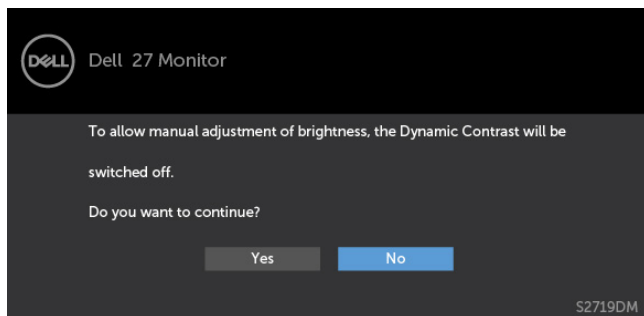 DELL
Dell 27 Monitor
To allow manual adjustment of brightness, the Dynamic Contrast will be
switched off.
Do you want to continue?
Yes
No
S2719DM